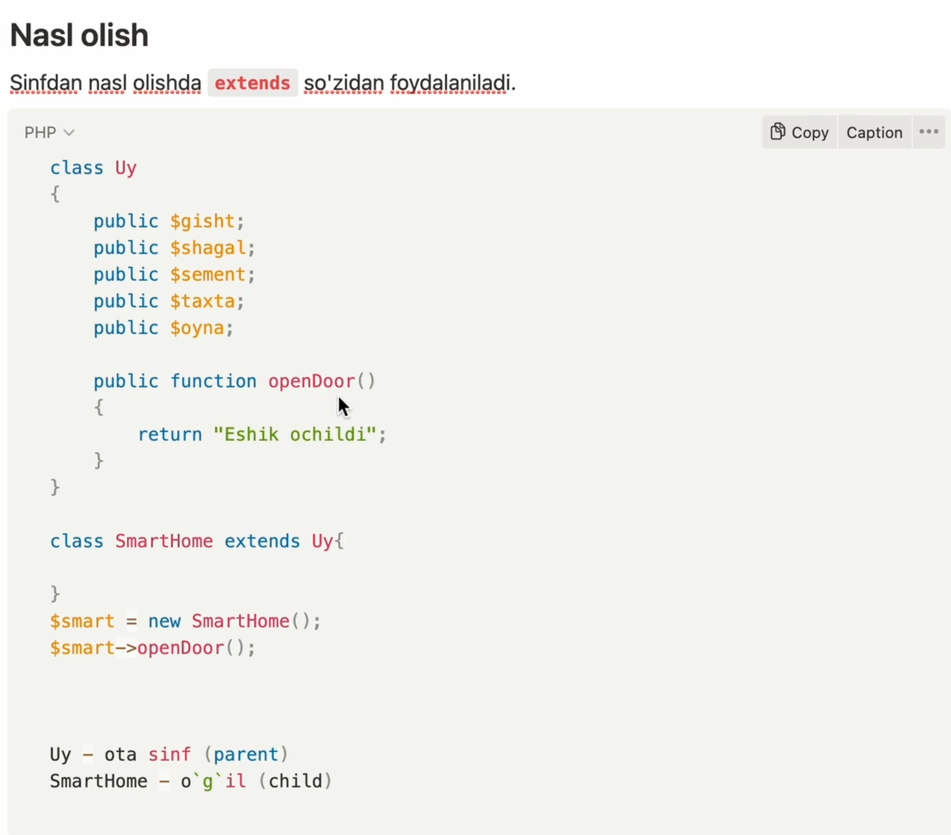 Nasl olish
Sinfdan nasl olishda extends so'zidan foydalaniladi.
PHP
Copy Caption
class Uy
{
public $gisht;
public $shagal;
public $sement;
public $taxta;
public $oyna;
public function openDoor()
{
return "Eshik ochildi";
}
}
class SmartHome extends Uy{
}
$smart = new SmartHome();
$smart->openDoor();
Uy - ota sinf (parent)
SmartHome - o`g`il (child)